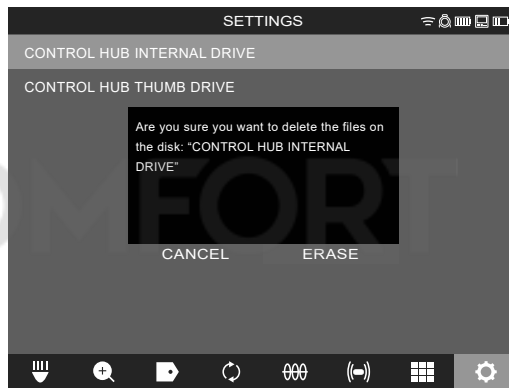 SETTINGS
CONTROL HUB INTERNAL DRIVE
CONTROL HUB THUMB DRIVE
Are you sure you want to delete the files on
the disk: “CONTROL HUB INTERNAL
DRIVE”
CANCEL ERASE